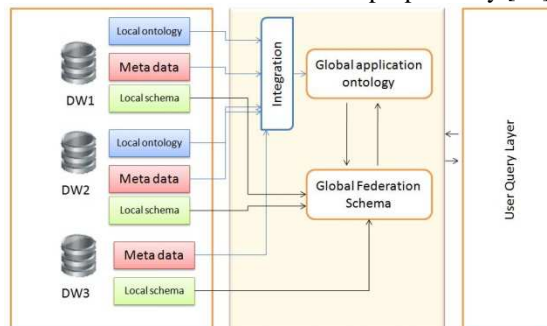 Local ontology
Meta data
Local schema
DW1
Local ontology
Meta data
Local schema
DW2
Meta data
Local schema
DW3
Integration
Global application
ontology
Global Federation
Schema
User Query Layer